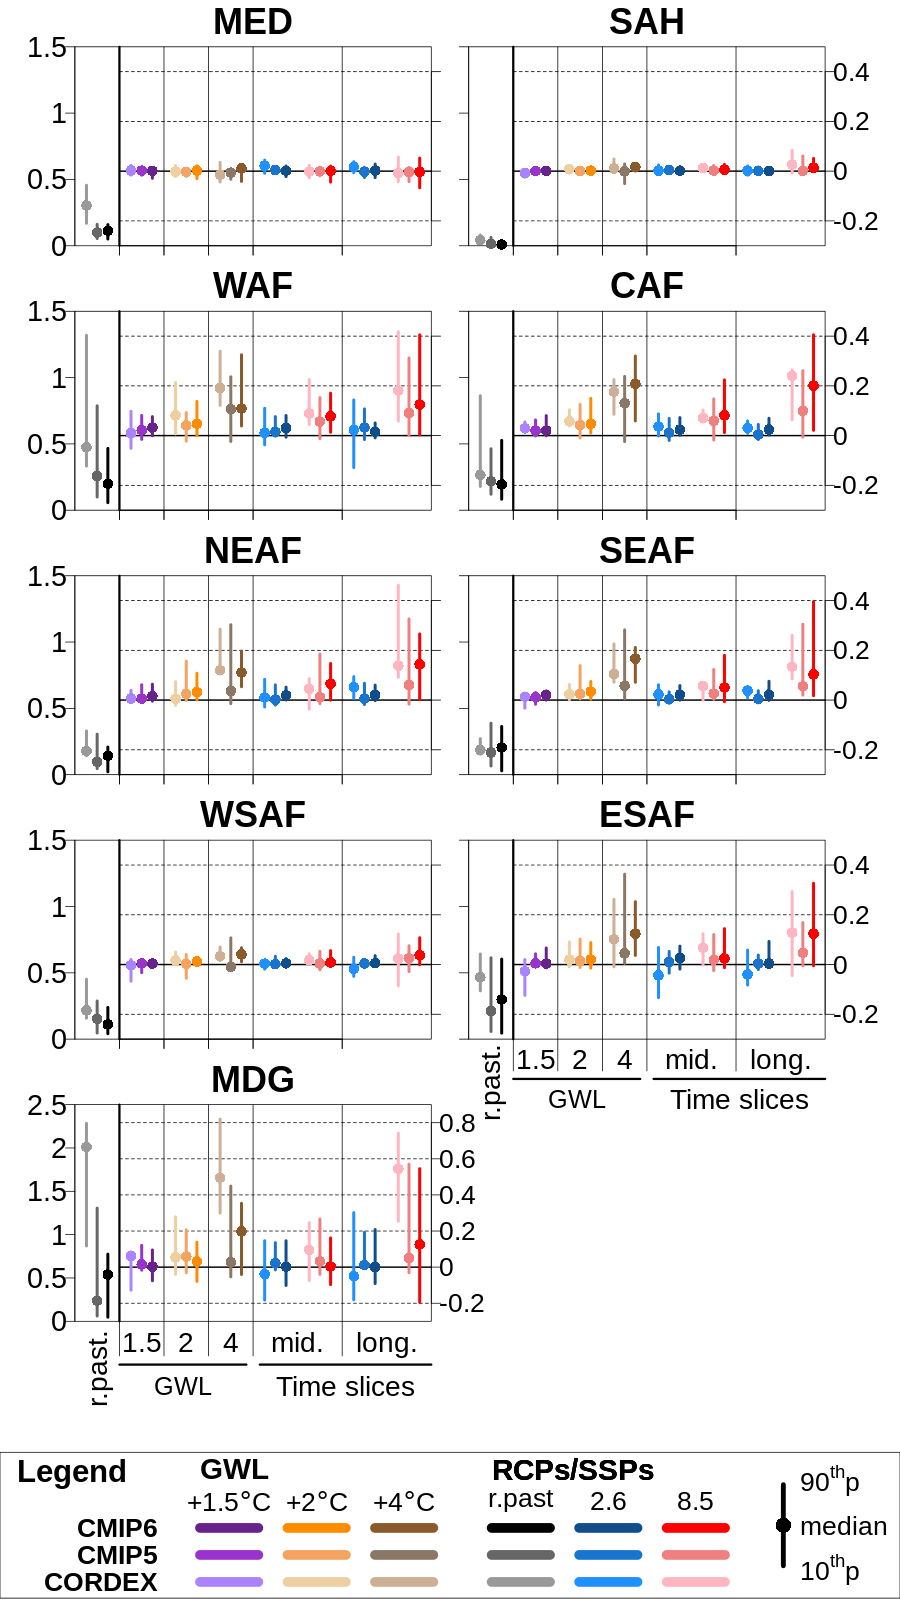 MED SAH
1.5
1 0.4
0.5 0.2
0 0
-0.2
WAF CAF
1.5
1 0.4
0.5 0.2
0 0
-0.2
NEAF SEAF
1.5
1 0.4
0.5 0.2
0 0
-0.2
WSAF ESAF
1.5
1 0.4
0.5 0.2
0 0
-0.2
r.past. 1.5 2 4 mid. long.
GWL Time slices
MDG
2.5 0.8
2 0.6
1.5 0.4
1 0.2
0.5 0
0 -0.2
r.past. 1.5 2 4 mid. long.
GWL Time slices
Legend GWL RCPs/SSPs 90thp
+1.5°C +2°C +4°C r.past 2.6 8.5
CMIP6 median
CMIP5
CORDEX 10thp